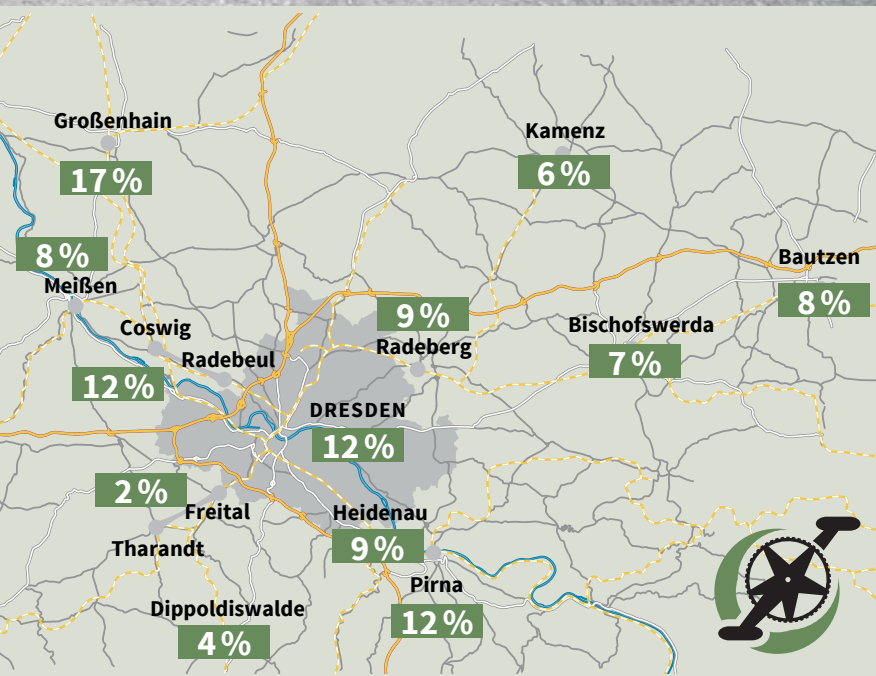 Großenhain
17 %
Kamenz
6 %
8 %
Meißen
Bautzen
8 %
Coswig
Radebeul
12 %
9 %
Radeberg
Bischofswerda
7 %
DRESDEN
12 %
2 %
Freital
Tharandt
Heidenau
9 %
Pirna
12 %
Dippoldiswalde
4 %